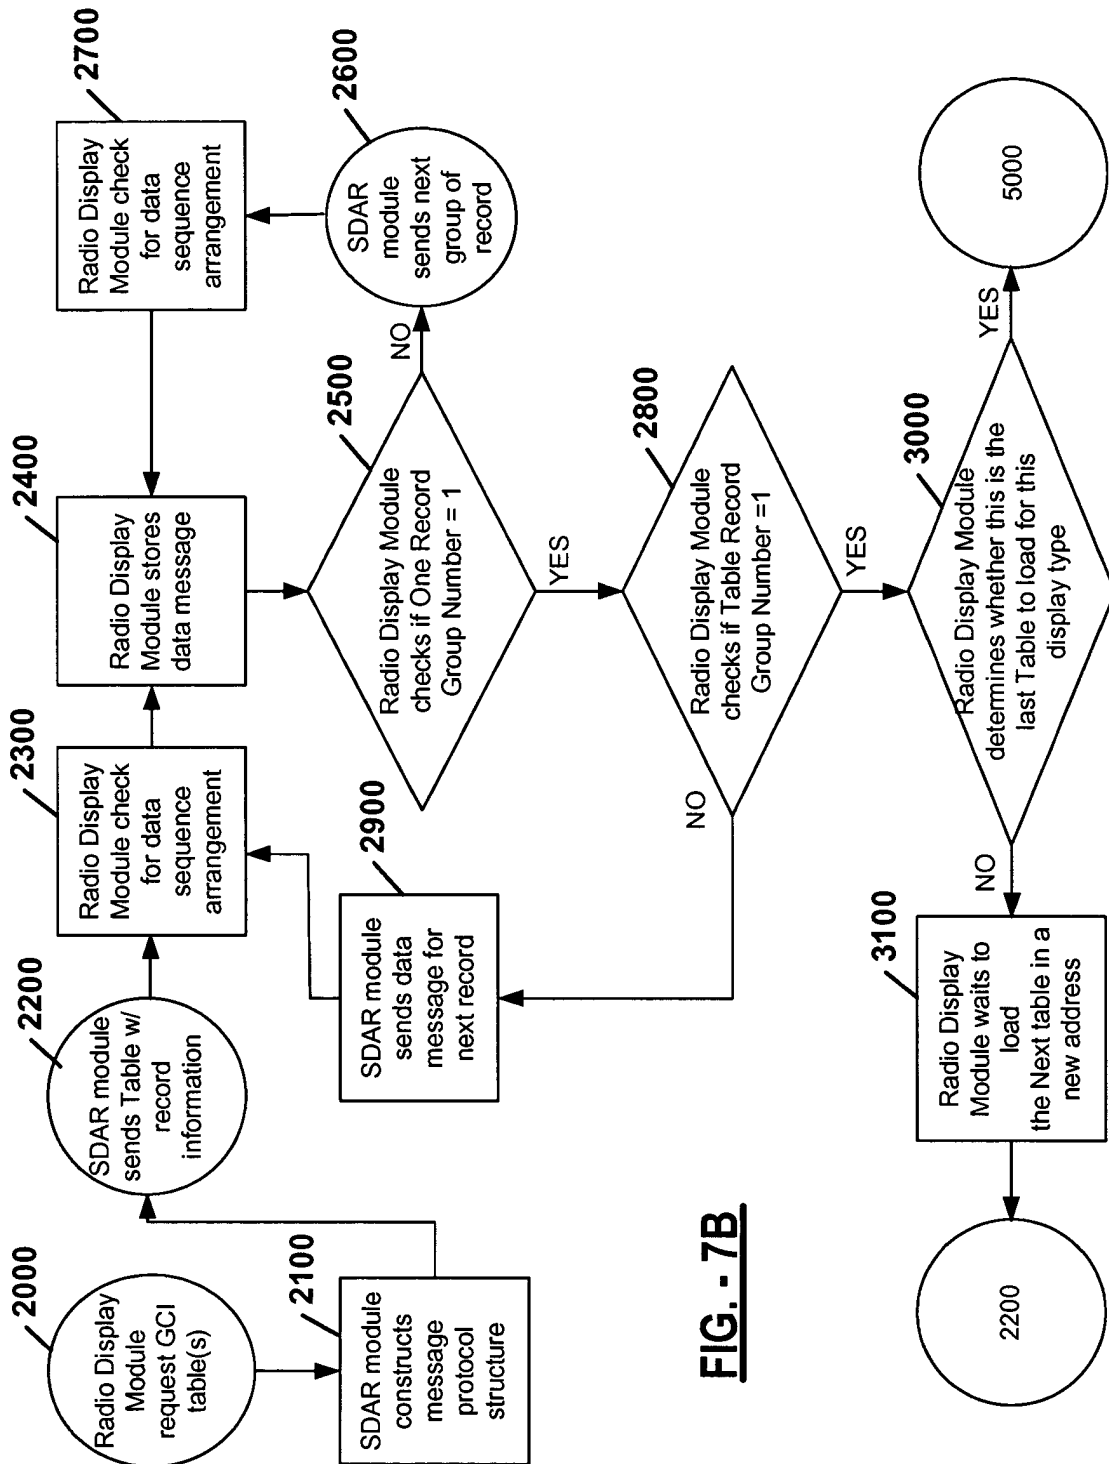 2000
Radio Display
Module
request GCI
table(s)
2100
SDAR module
constructs
message
protocol
structure
2200
SDAR module
sends Table w/
record
information
2300
Radio Display
Module check
for data
sequence
arrangement
2400
Radio Display
Module stores
data message
2700
Radio Display
Module check
for data
sequence
arrangement
2600
SDAR
module
sends next
group of
record
2500
Radio Display Module
checks if One Record
Group Number = 1
NO
YES
2900
SDAR module
sends data
message for
next record
2800
Radio Display Module
checks if Table Record
Group Number =1
NO
YES
3000
Radio Display Module
determines whether this is the
last Table to load for this
display type
NO
YES
5000
3100
Radio Display
Module waits to
load
the Next table in a
new address
2200
FIG. - 7B